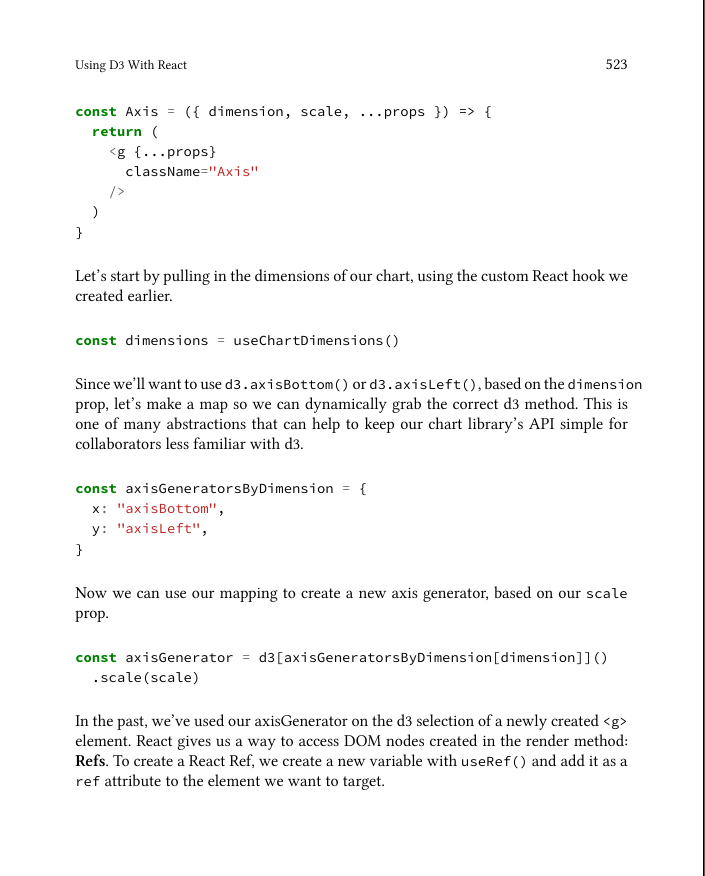 Using D3 With React 523
const Axis = ({ dimension, scale, ...props }) => {
  return (
    <g {...props}
      className="Axis"
    />
  )
}
Let’s start by pulling in the dimensions of our chart, using the custom React hook we
created earlier.
const dimensions = useChartDimensions()
Since we’ll want to use d3.axisBottom() or d3.axisLeft(), based on the dimension
prop, let’s make a map so we can dynamically grab the correct d3 method. This is
one of many abstractions that can help to keep our chart library’s API simple for
collaborators less familiar with d3.
const axisGeneratorsByDimension = {
  x: "axisBottom",
  y: "axisLeft",
}
Now we can use our mapping to create a new axis generator, based on our scale
prop.
const axisGenerator = d3[axisGeneratorsByDimension[dimension]]()
  .scale(scale)
In the past, we’ve used our axisGenerator on the d3 selection of a newly created <g>
element. React gives us a way to access DOM nodes created in the render method:
Refs. To create a React Ref, we create a new variable with useRef() and add it as a
ref attribute to the element we want to target.